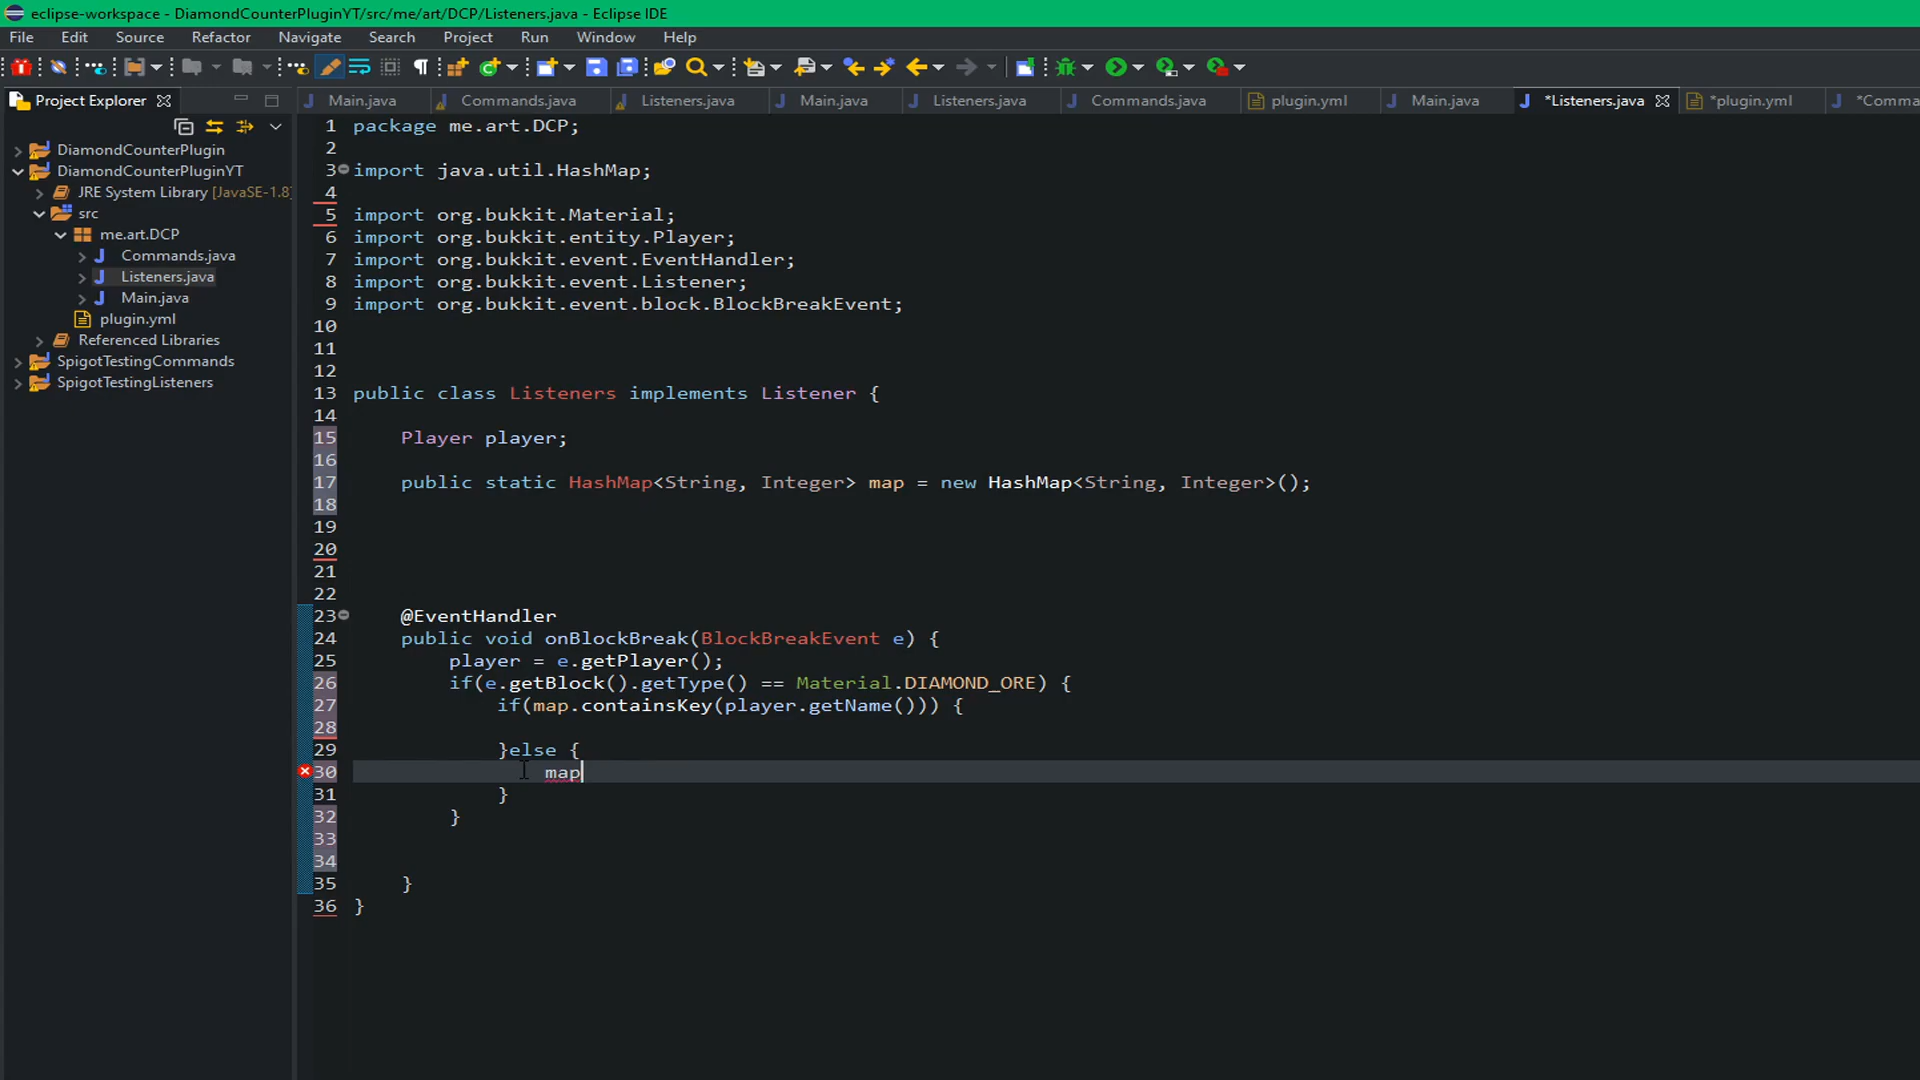 eclipse-workspace - DiamondCounterPluginYT/src/me/art/DCP/Listeners.java - Eclipse IDE
File Edit Source Refactor Navigate Search Project Run Window Help
Project Explorer
Main.java Commands.java Listeners.java Main.java Listeners.java Commands.java plugin.yml Main.java *Listeners.java *plugin.yml *Comma
DiamondCounterPlugin
DiamondCounterPluginYT
JRE System Library [JavaSE-1.8]
src
me.art.DCP
Commands.java
Listeners.java
Main.java
plugin.yml
Referenced Libraries
SpigotTestingCommands
SpigotTestingListeners
1 package me.art.DCP;
2
3 import java.util.HashMap;
4
5 import org.bukkit.Material;
6 import org.bukkit.entity.Player;
7 import org.bukkit.event.EventHandler;
8 import org.bukkit.event.Listener;
9 import org.bukkit.event.block.BlockBreakEvent;
10
11
12
13 public class Listeners implements Listener {
14
15 Player player;
16
17 public static HashMap<String, Integer> map = new HashMap<String, Integer>();
18
19
20
21
22
23 @EventHandler
24 public void onBlockBreak(BlockBreakEvent e) {
25 player = e.getPlayer();
26 if(e.getBlock().getType() == Material.DIAMOND_ORE) {
27 if(map.containsKey(player.getName())) {
28
29 }else {
30 map
31 }
32 }
33
34
35 }
36 }